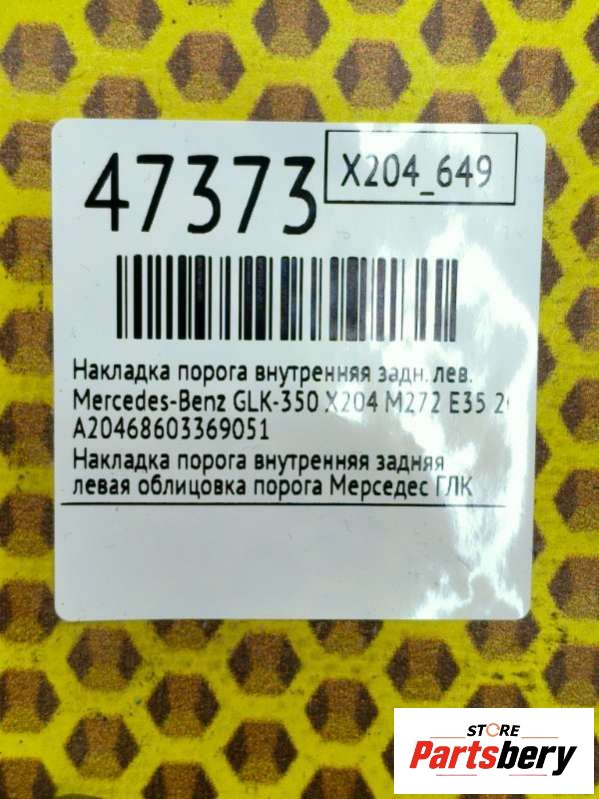 47373
X204_649
Накладка порога внутренняя задн. лев.
Mercedes-Benz GLK-350 X204 M272 E35
A20468603369051
Накладка порога внутренняя задняя
левая облицовка порога Мерседес ГЛК
STORE
Partsbery